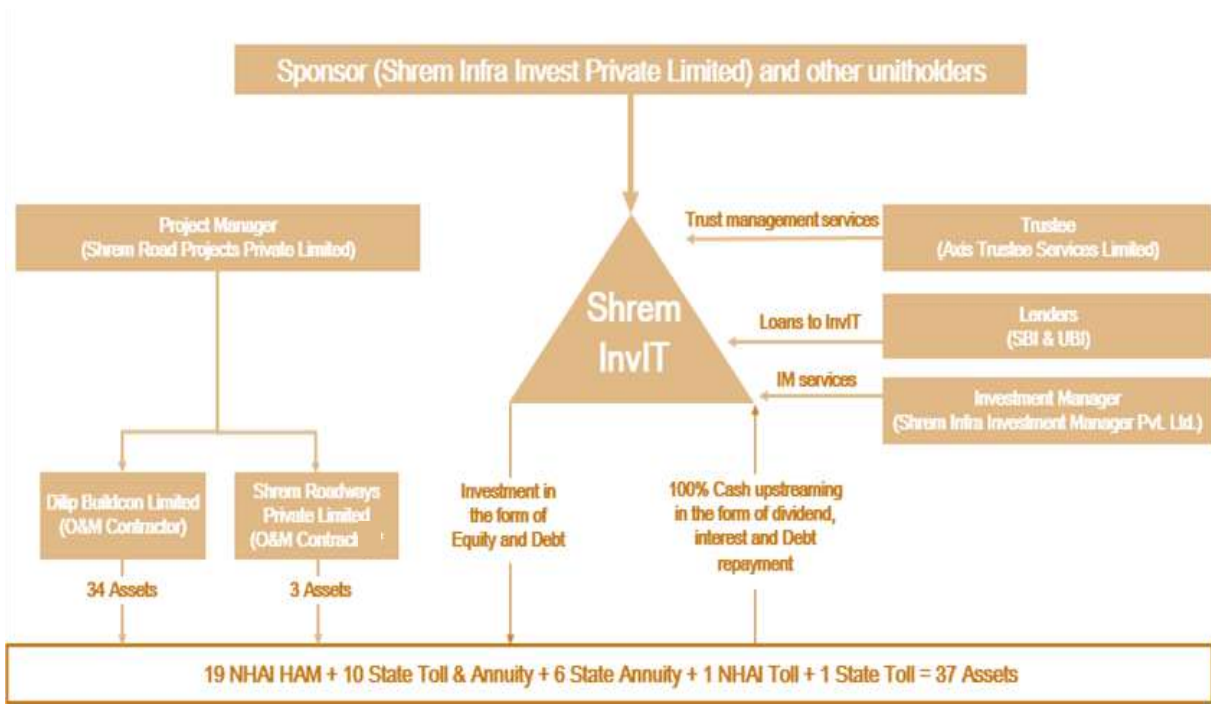 Sponsor (Shrem Infra Invest Private Limited) and other unitholders
Project Manager
(Shrem Road Projects Private Limited)
Trust management services
Trustee
(Axis Trustee Services Limited)
Shrem
InvIT
Loans to InvIT
Lenders
(SBI & UBI)
IM services
Investment Manager
(Shrem Infra Investment Manager Pvt. Ltd.)
Dilip Buildcon Limited
(O&M Contractor)
Shrem Roadways
Private Limited
(O&M Contract
Investment in
the form of
Equity and Debt
100% Cash upstreaming
in the form of dividend,
interest and Debt
repayment
34 Assets
3 Assets
19 NHAI HAM + 10 State Toll & Annuity + 6 State Annuity + 1 NHAI Toll + 1 State Toll = 37 Assets